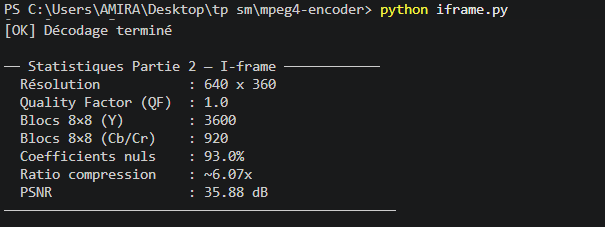 PS C:\Users\AMIRA\Desktop\tp sm\mpeg4-encoder> python iframe.py
[OK] Décodage terminé
── Statistiques Partie 2 — I-frame ────────────
Résolution : 640 x 360
Quality Factor (QF) : 1.0
Blocs 8×8 (Y) : 3600
Blocs 8×8 (Cb/Cr) : 920
Coefficients nuls : 93.0%
Ratio compression : ~6.07x
PSNR : 35.88 dB